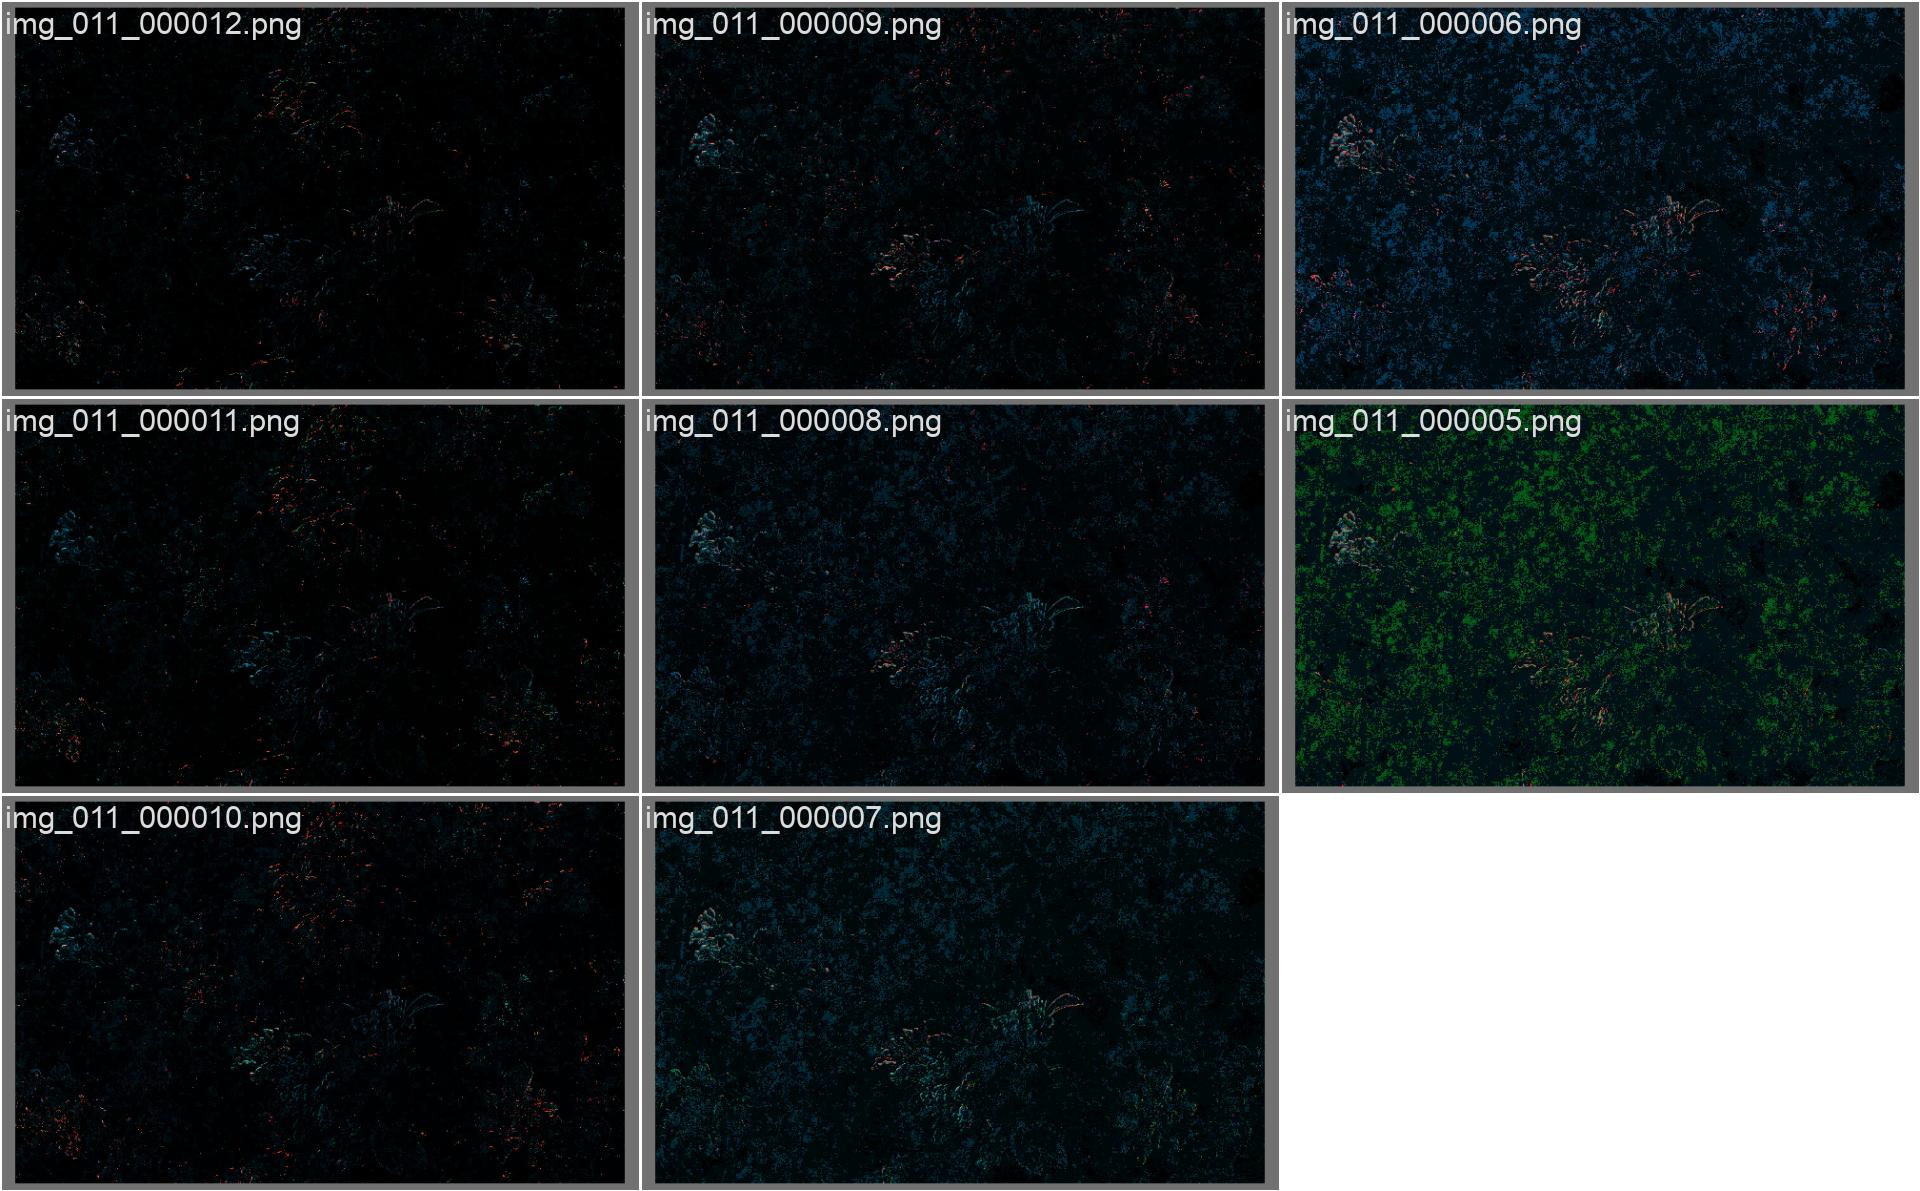 img_011_000012.png
img_011_000009.png
img_011_000006.png
img_011_000011.png
img_011_000008.png
img_011_000005.png
img_011_000010.png
img_011_000007.png